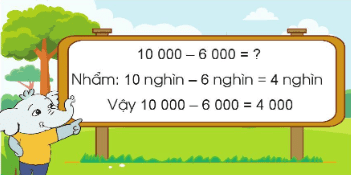 10 000 – 6 000 = ?
Nhẩm: 10 nghìn – 6 nghìn = 4 nghìn
Vậy 10 000 – 6 000 = 4 000